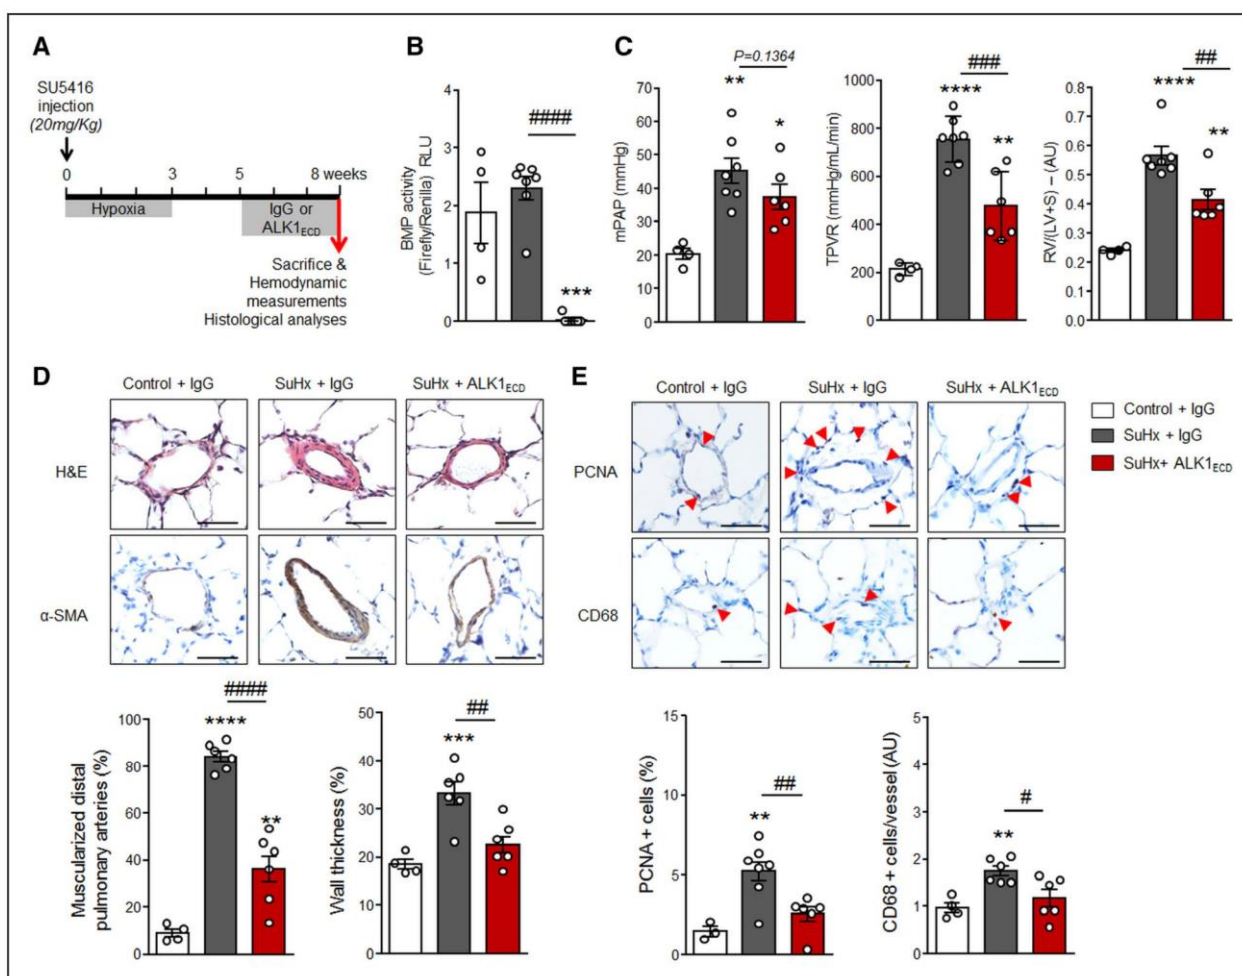 A
SU5416
injection
(20mg/Kg)
0 3 5 8 weeks
Hypoxia
IgG or
ALK1ECD
Sacrifice &
Hemodynamic
measurements
Histological analyses
B
BMP activity
(Firefly/Renilla) RLU
4
3
2
1
0
####
***
C
mPAP (mmHg)
70
60
50
40
30
20
10
0
P=0.1364
**
*
TPVR (mmHg/mL/min)
1000
800
600
400
200
0
###
****
**
RV/(LV+S) – (AU)
0.8
0.7
0.6
0.5
0.4
0.3
0.2
0.1
0.0
##
****
**
D
Control + IgG SuHx + IgG SuHx + ALK1ECD
H&E
α-SMA
Muscularized distal
pulmonary arteries (%)
100
80
60
40
20
0
####
****
**
Wall thickness (%)
50
40
30
20
10
0
##
***
E
Control + IgG SuHx + IgG SuHx + ALK1ECD
PCNA
CD68
Control + IgG
SuHx + IgG
SuHx+ ALK1ECD
PCNA + cells (%)
15
10
5
0
##
**
CD68 + cells/vessel (AU)
5
4
3
2
1
0
#
**